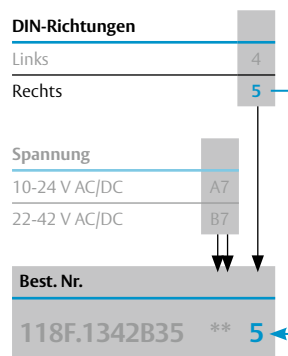 DIN-Richtungen
Links 4
Rechts 5
Spannung
10-24 V AC/DC A7
22-42 V AC/DC B7
Best. Nr.
118F.1342B35 ** 5